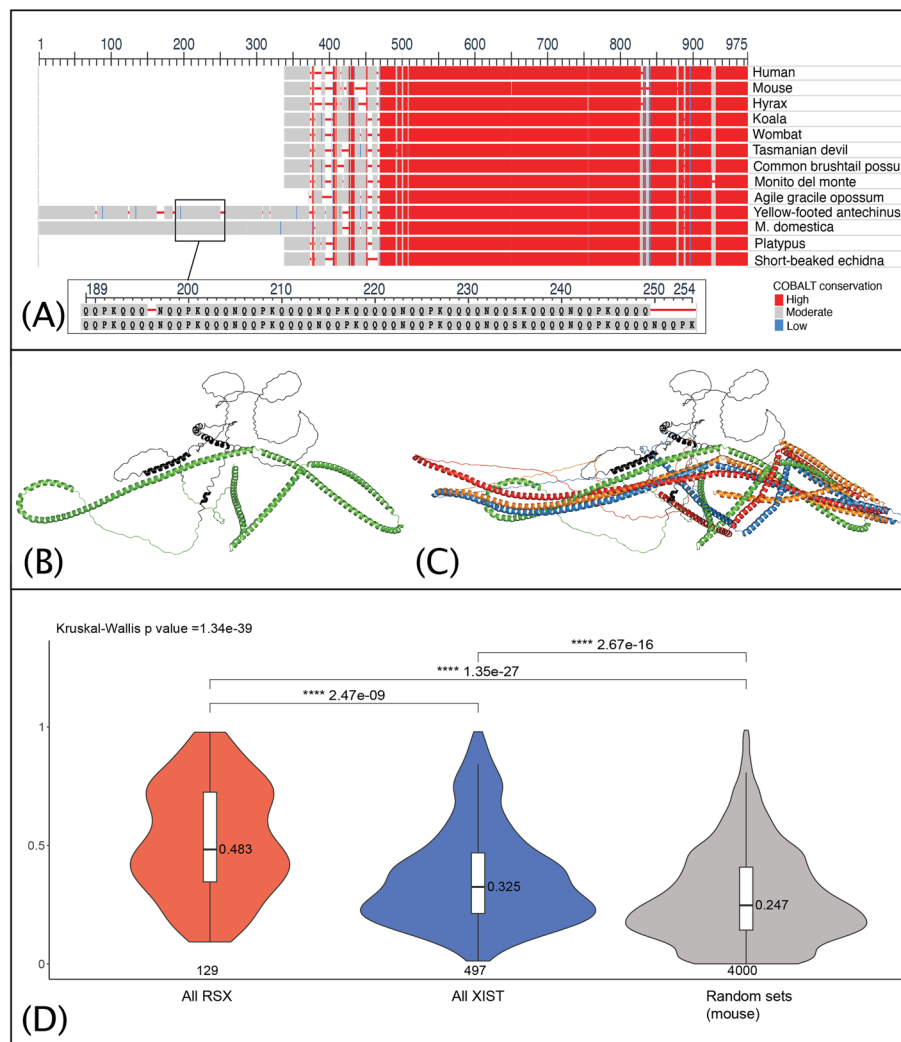 1 100 200 300 400 500 600 700 800 900 975
Human
Mouse
Hyrax
Koala
Wombat
Tasmanian devil
Common brushtail possu
Monito del monte
Agile gracile opossum
Yellow-footed antechinus
M. domestica
Platypus
Short-beaked echidna
189 200 210 220 230 240 250 254
(A)
COBALT conservation
High
Moderate
Low
(B)
(C)
Kruskal-Wallis p value =1.34e-39
**** 2.67e-16
**** 1.35e-27
**** 2.47e-09
1
0.5
0
0.483
0.325
0.247
129
497
4000
All RSX
All XIST
Random sets
(mouse)
(D)